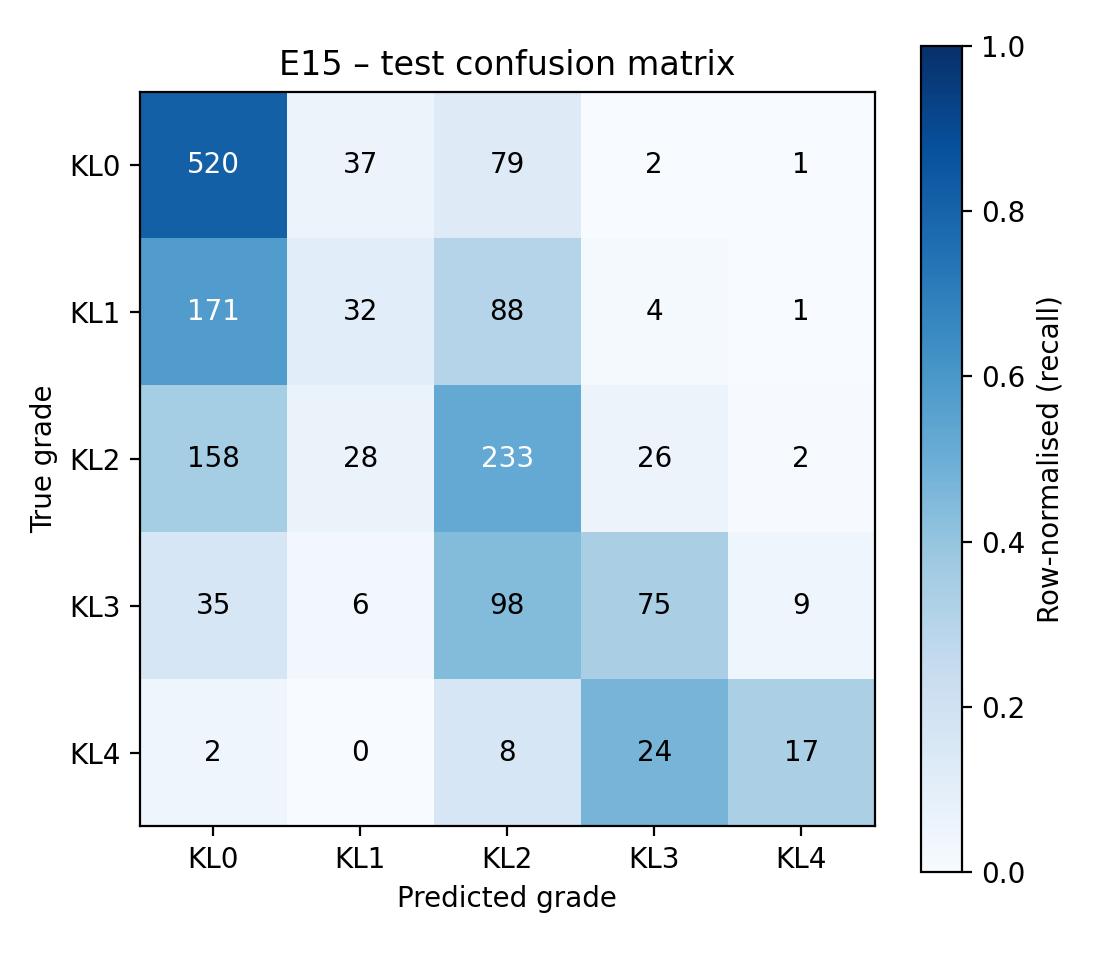 E15 – test confusion matrix
1.0
KL0 520 37 79 2 1
0.8
KL1 171 32 88 4 1
0.6
KL2 158 28 233 26 2
0.4
KL3 35 6 98 75 9
0.2
KL4 2 0 8 24 17
0.0
KL0 KL1 KL2 KL3 KL4
Predicted grade
True grade
Row-normalised (recall)